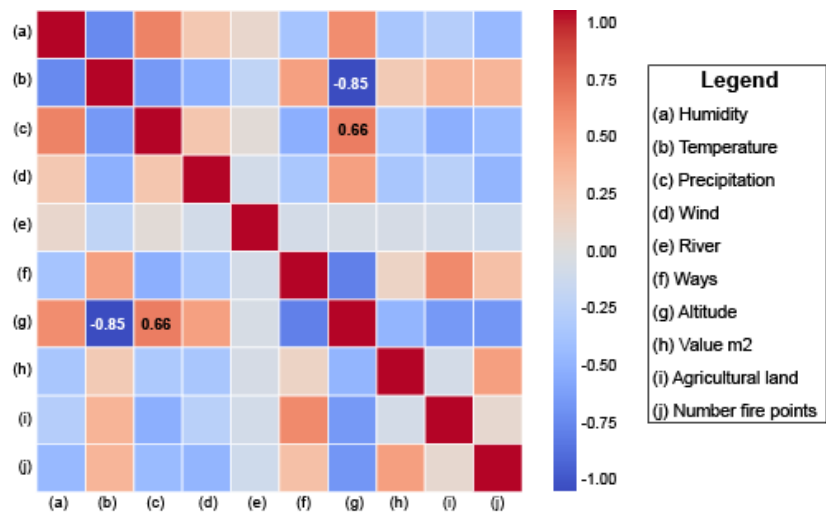 (a)
(b)
(c)
(d)
(e)
(f)
(g)
(h)
(i)
(j)
-0.85
0.66
-0.85
0.66
(a)
(b)
(c)
(d)
(e)
(f)
(g)
(h)
(i)
(j)
1.00
0.75
0.50
0.25
0.00
-0.25
-0.50
-0.75
-1.00
Legend
(a) Humidity
(b) Temperature
(c) Precipitation
(d) Wind
(e) River
(f) Ways
(g) Altitude
(h) Value m2
(i) Agricultural land
(j) Number fire points